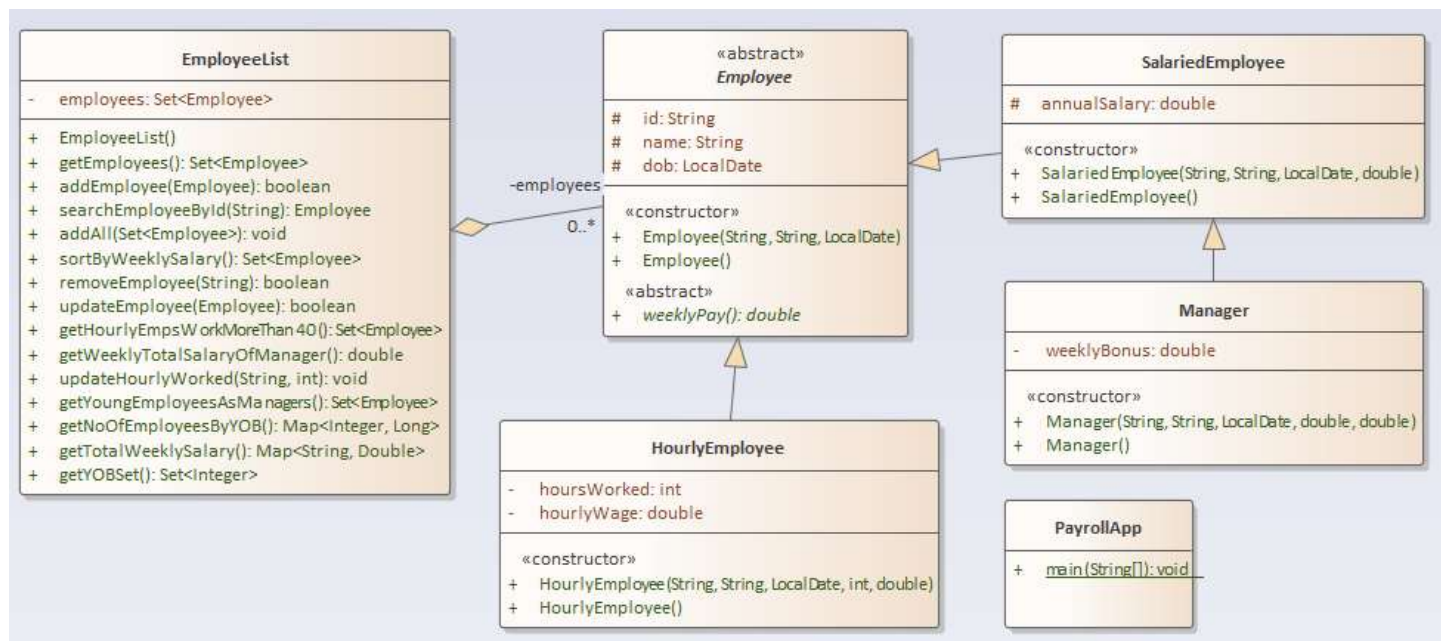 EmployeeList
- employees: Set<Employee>
+ EmployeeList()
+ getEmployees(): Set<Employee>
+ addEmployee(Employee): boolean
+ searchEmployeeById(String): Employee
+ addAll(Set<Employee>): void
+ sortByWeeklySalary(): Set<Employee>
+ removeEmployee(String): boolean
+ updateEmployee(Employee): boolean
+ getHourlyEmpsWorkMoreThan40(): Set<Employee>
+ getWeeklyTotalSalaryOfManager(): double
+ updateHourlyWorked(String, int): void
+ getYoungEmployeesAsManagers(): Set<Employee>
+ getNoOfEmployeesByYOB(): Map<Integer, Long>
+ getTotalWeeklySalary(): Map<String, Double>
+ getYOBSet(): Set<Integer>
-employees
0..*
«abstract»
Employee
# id: String
# name: String
# dob: LocalDate
«constructor»
+ Employee(String, String, LocalDate)
+ Employee()
«abstract»
+ weeklyPay(): double
SalariedEmployee
# annualSalary: double
«constructor»
+ SalariedEmployee(String, String, LocalDate, double)
+ SalariedEmployee()
Manager
- weeklyBonus: double
«constructor»
+ Manager(String, String, LocalDate, double, double)
+ Manager()
HourlyEmployee
- hoursWorked: int
- hourlyWage: double
«constructor»
+ HourlyEmployee(String, String, LocalDate, int, double)
+ HourlyEmployee()
PayrollApp
+ main(String[]): void